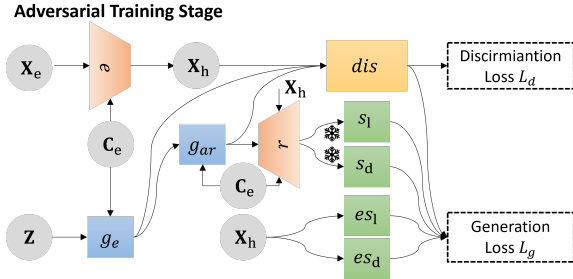 Adversarial Training Stage
X_e
e
X_h
dis
Discirmiantion
Loss L_d
X_h
C_e
g_ar
r
s_l
s_d
C_e
Z
g_e
X_h
es_l
es_d
Generation
Loss L_g